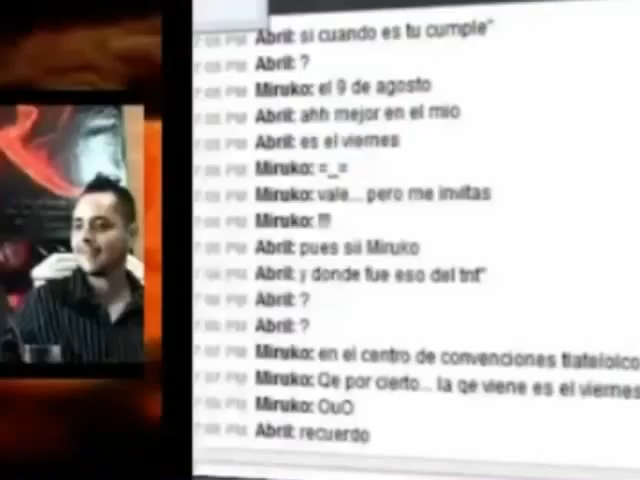 Abril: si cuando es tu cumple"
Abril: ?
Miruko: el 9 de agosto
Abril: ahh mejor en el mio
Abril: es el viernes
Miruko: =_=
Miruko: vale... pero me invitas
Miruko: !!!
Abril: pues sii Miruko
Abril: y donde fue eso del tnt"
Abril: ?
Abril: ?
Miruko: en el centro de convenciones tlatelolco
Miruko: Qe por cierto... la qe viene es el viernes
Miruko: OuO
Abril: recuerdo